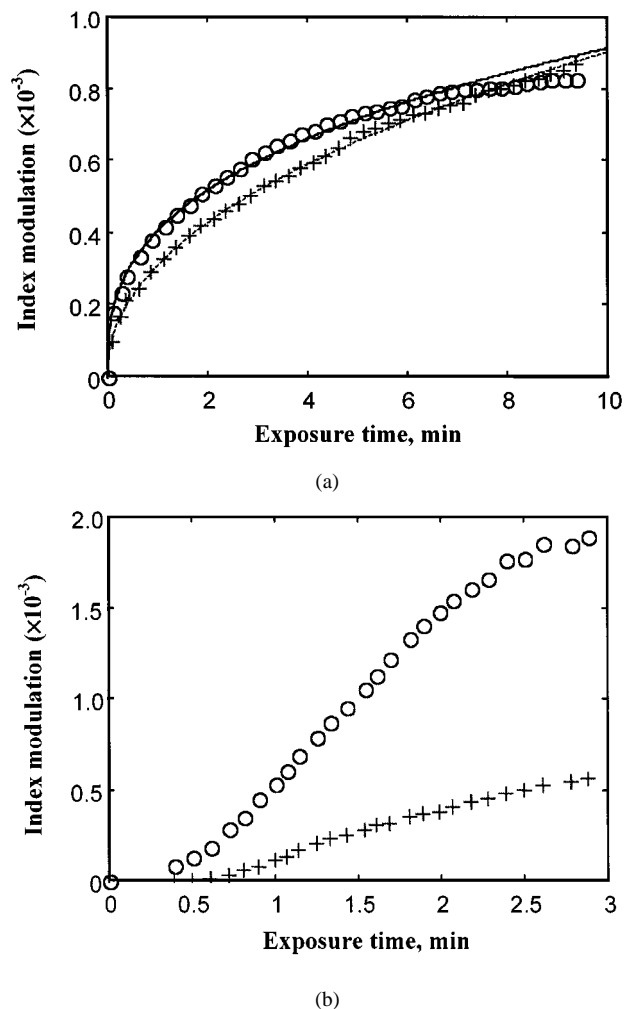 1.0
0.8
0.6
0.4
0.2
0
0 2 4 6 8 10
Index modulation (×10⁻³)
Exposure time, min
(a)
2.0
1.5
1.0
0.5
0
0 0.5 1 1.5 2 2.5 3
Index modulation (×10⁻³)
Exposure time, min
(b)